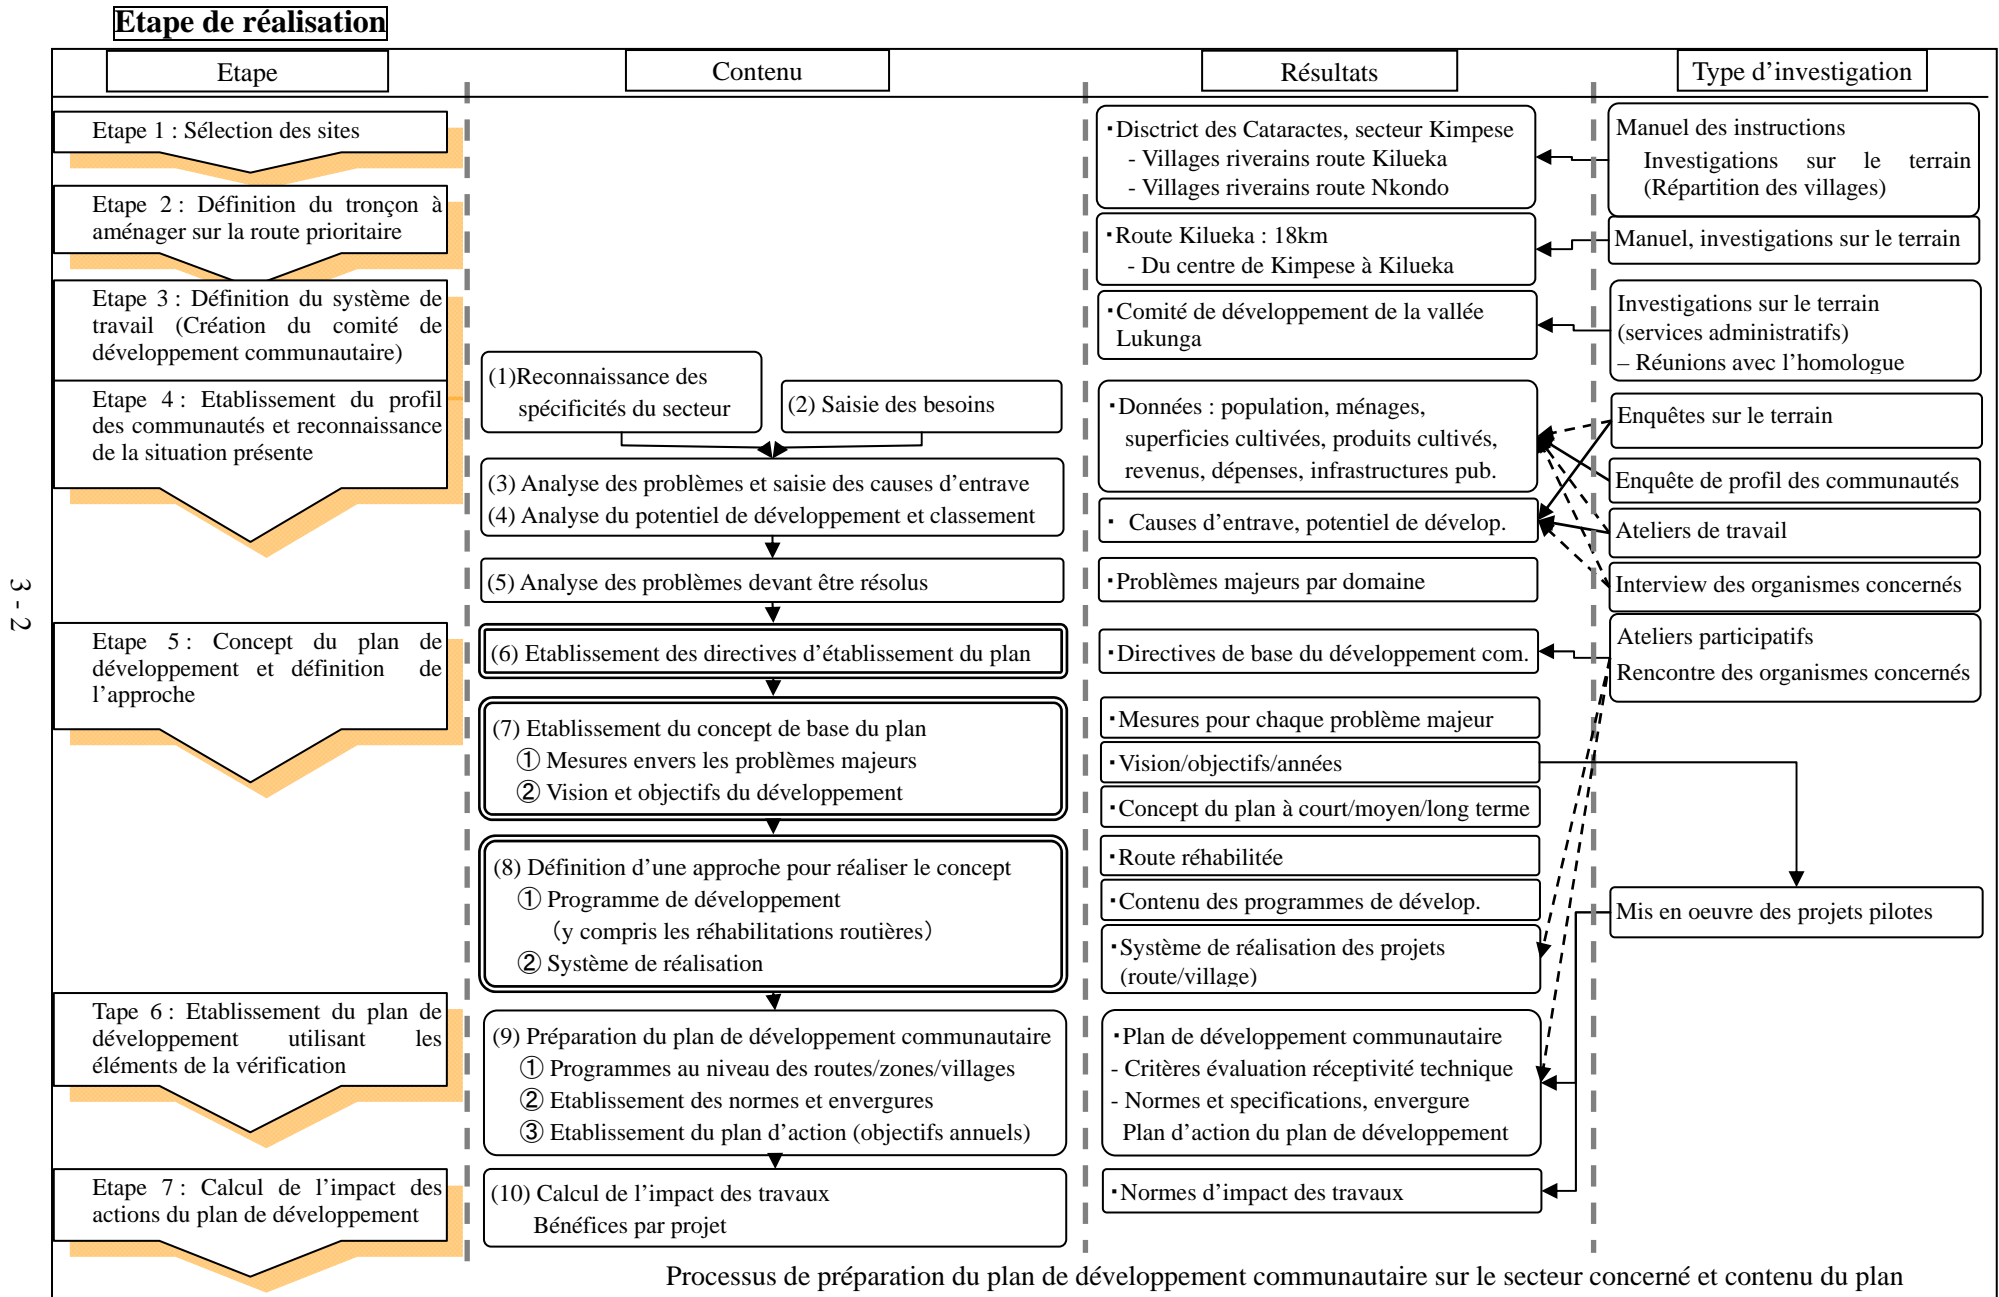 Etape de réalisation
Etape
Contenu
Résultats
Type d’investigation
Etape 1 : Sélection des sites
Etape 2 : Définition du tronçon à
aménager sur la route prioritaire
Etape 3 : Définition du système de
travail (Création du comité de
développement communautaire)
Etape 4 : Etablissement du profil
des communautés et reconnaissance
de la situation présente
Etape 5 : Concept du plan de
développement et définition de
l’approche
Tape 6 : Etablissement du plan de
développement utilisant les
éléments de la vérification
Etape 7 : Calcul de l’impact des
actions du plan de développement
(1)Reconnaissance des
spécificités du secteur
(2) Saisie des besoins
(3) Analyse des problèmes et saisie des causes d’entrave
(4) Analyse du potentiel de développement et classement
(5) Analyse des problèmes devant être résolus
(6) Etablissement des directives d’établissement du plan
(7) Etablissement du concept de base du plan
① Mesures envers les problèmes majeurs
② Vision et objectifs du développement
(8) Définition d’une approche pour réaliser le concept
① Programme de développement
（y compris les réhabilitations routières）
② Système de réalisation
(9) Préparation du plan de développement communautaire
① Programmes au niveau des routes/zones/villages
② Etablissement des normes et envergures
③ Etablissement du plan d’action (objectifs annuels)
(10) Calcul de l’impact des travaux
Bénéfices par projet
・Disctrict des Cataractes, secteur Kimpese
- Villages riverains route Kilueka
- Villages riverains route Nkondo
・Route Kilueka : 18km
- Du centre de Kimpese à Kilueka
・Comité de développement de la vallée
Lukunga
・Données : population, ménages,
superficies cultivées, produits cultivés,
revenus, dépenses, infrastructures pub.
・ Causes d’entrave, potentiel de dévelop.
・Problèmes majeurs par domaine
・Directives de base du développement com.
・Mesures pour chaque problème majeur
・Vision/objectifs/années
・Concept du plan à court/moyen/long terme
・Route réhabilitée
・Contenu des programmes de dévelop.
・Système de réalisation des projets
(route/village)
・Plan de développement communautaire
- Critères évaluation réceptivité technique
- Normes et specifications, envergure
Plan d’action du plan de développement
・Normes d’impact des travaux
Manuel des instructions
Investigations sur le terrain
(Répartition des villages)
Manuel, investigations sur le terrain
Investigations sur le terrain
(services administratifs)
– Réunions avec l’homologue
Enquêtes sur le terrain
Enquête de profil des communautés
Ateliers de travail
Interview des organismes concernés
Ateliers participatifs
Rencontre des organismes concernés
Mis en oeuvre des projets pilotes
Processus de préparation du plan de développement communautaire sur le secteur concerné et contenu du plan
3 - 2